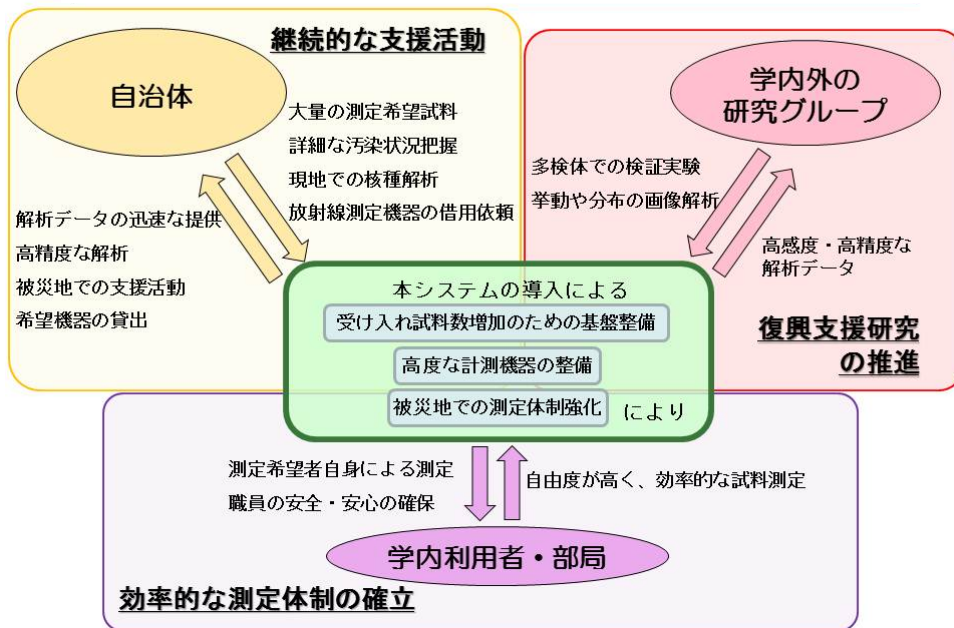 継続的な支援活動
自治体
大量の測定希望試料
詳細な汚染状況把握
現地での核種解析
放射線測定機器の借用依頼
解析データの迅速な提供
高精度な解析
被災地での支援活動
希望機器の貸出
学内外の
研究グループ
多検体での検証実験
挙動や分布の画像解析
高感度・高精度な
解析データ
復興支援研究
の推進
本システムの導入による
受け入れ試料数増加のための基盤整備
高度な計測機器の整備
被災地での測定体制強化 により
測定希望者自身による測定
職員の安全・安心の確保
自由度が高く、効率的な試料測定
学内利用者・部局
効率的な測定体制の確立